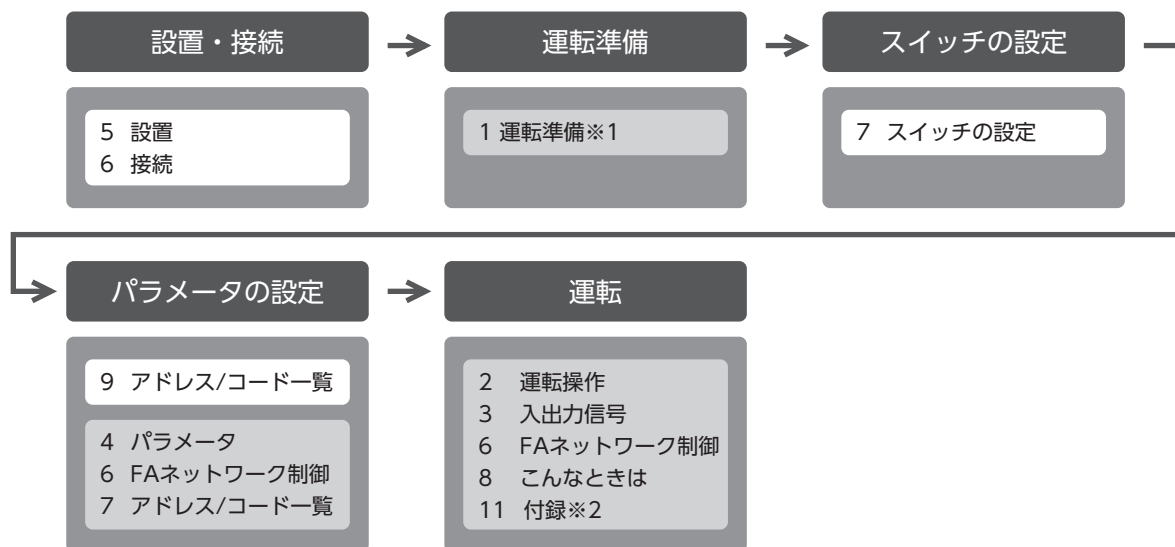 設置・接続
運転準備
スイッチの設定
5 設置
6 接続
1 運転準備※1
7 スイッチの設定
パラメータの設定
運転
9 アドレス/コード一覧
4 パラメータ
6 FAネットワーク制御
7 アドレス/コード一覧
2 運転操作
3 入出力信号
6 FAネットワーク制御
8 こんなときは
11 付録※2